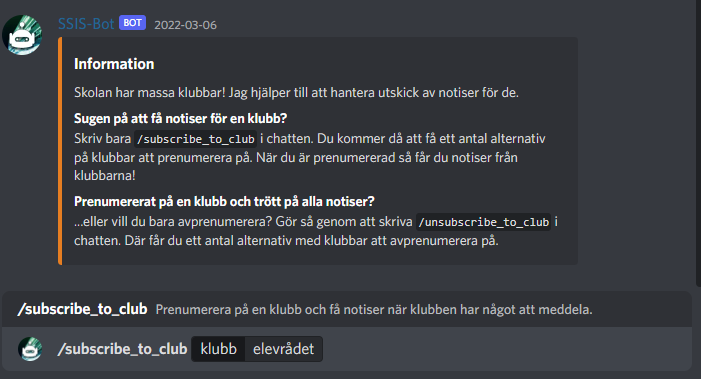 SSIS-Bot BOT 2022-03-06
Information
Skolan har massa klubbar! Jag hjälper till att hantera utskick av notiser för de.
Sugen på att få notiser för en klubb?
Skriv bara /subscribe_to_club i chatten. Du kommer då att få ett antal alternativ
på klubbar att prenumerera på. När du är prenumererad så får du notiser från
klubbarna!
Prenumererat på en klubb och trött på alla notiser?
...eller vill du bara avprenumerera? Gör så genom att skriva /unsubscribe_to_club i
chatten. Där får du ett antal alternativ med klubbar att avprenumerera på.
/subscribe_to_club Prenumerera på en klubb och få notiser när klubben har något att meddela.
/subscribe_to_club klubb elevrådet